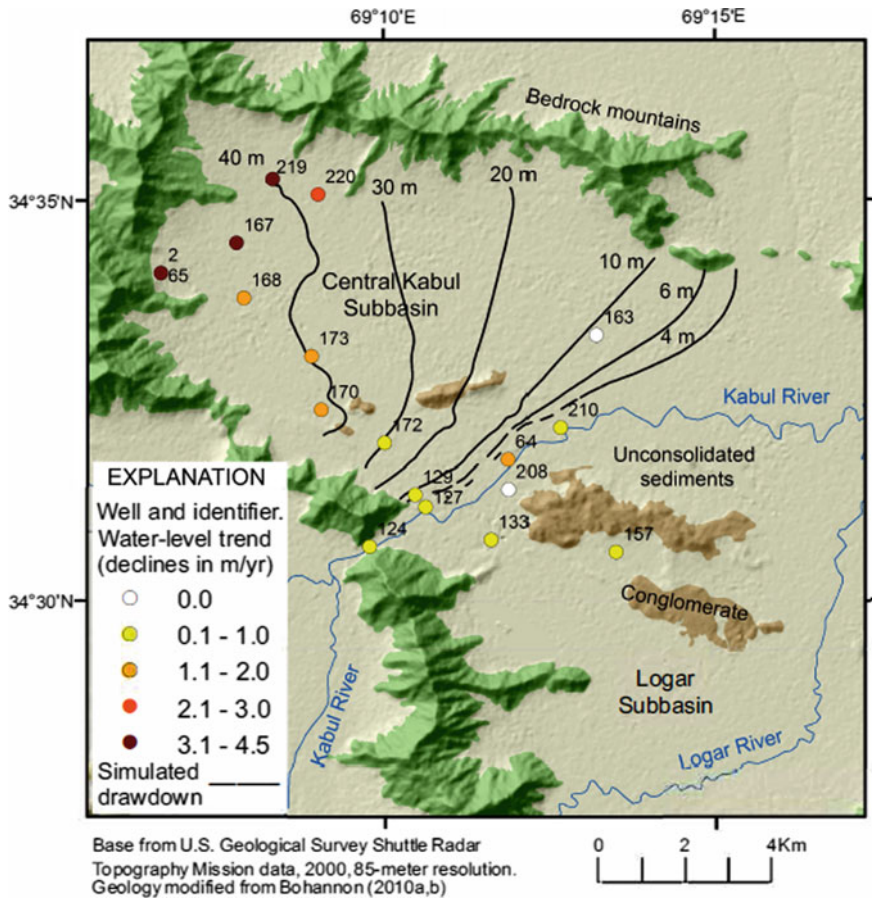 69°10'E
69°15'E
Bedrock mountains
40 m
219
220
30 m
20 m
34°35'
167
2
65
168
Central Kabul
Subbasin
10 m
6 m
163
4 m
173
170
172
210
Kabul River
64
208
Unconsolidated
sediments
129
127
124
133
157
34°30'N
Conglomerate
Logar
Subbasin
Kabul River
Logar River
EXPLANATION
Well and identifier.
Water-level trend
(declines in m/yr)
0.0
0.1 - 1.0
1.1 - 2.0
2.1 - 3.0
3.1 - 4.5
Simulated
drawdown
Base from U.S. Geological Survey Shuttle Radar
Topography Mission data, 2000, 85-meter resolution.
Geology modified from Bohannon (2010a,b)
0 2 4Km